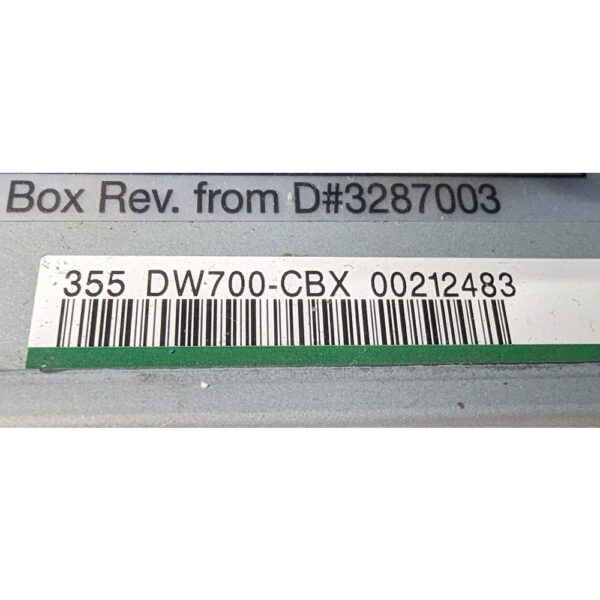 Box Rev. from D#3287003
355 DW700-CBX 00212483